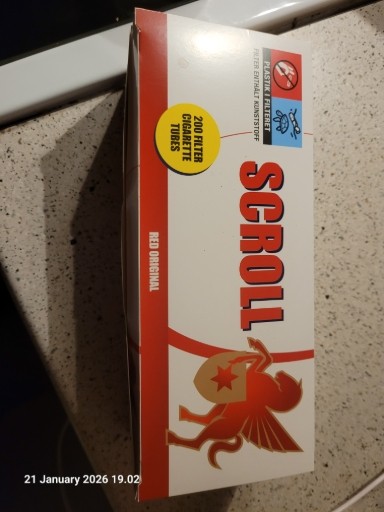 PLASTIK I FILTERET
FILTER ENTHÄLT KUNSTSTOFF
200 FILTER
CIGARETTE
TUBES
SCROLL
RED ORIGINAL
21 January 2026 19.02